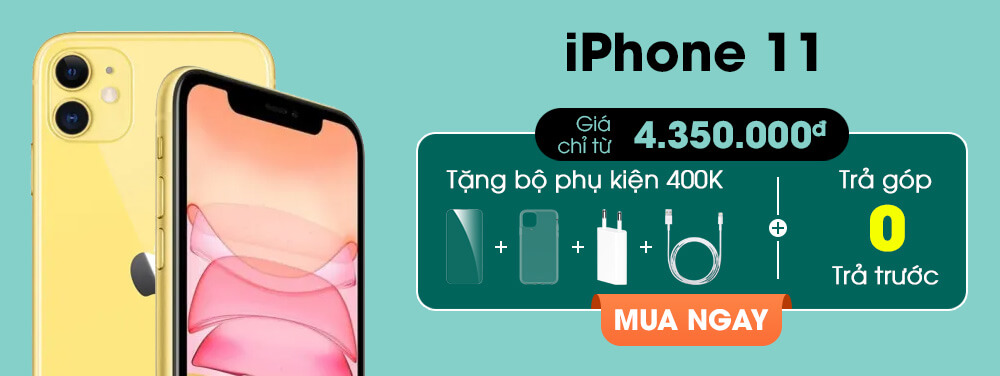 iPhone 11
Giá
chỉ từ
4.350.000đ
Tặng bộ phụ kiện 400K
Trả góp
0
Trả trước
MUA NGAY